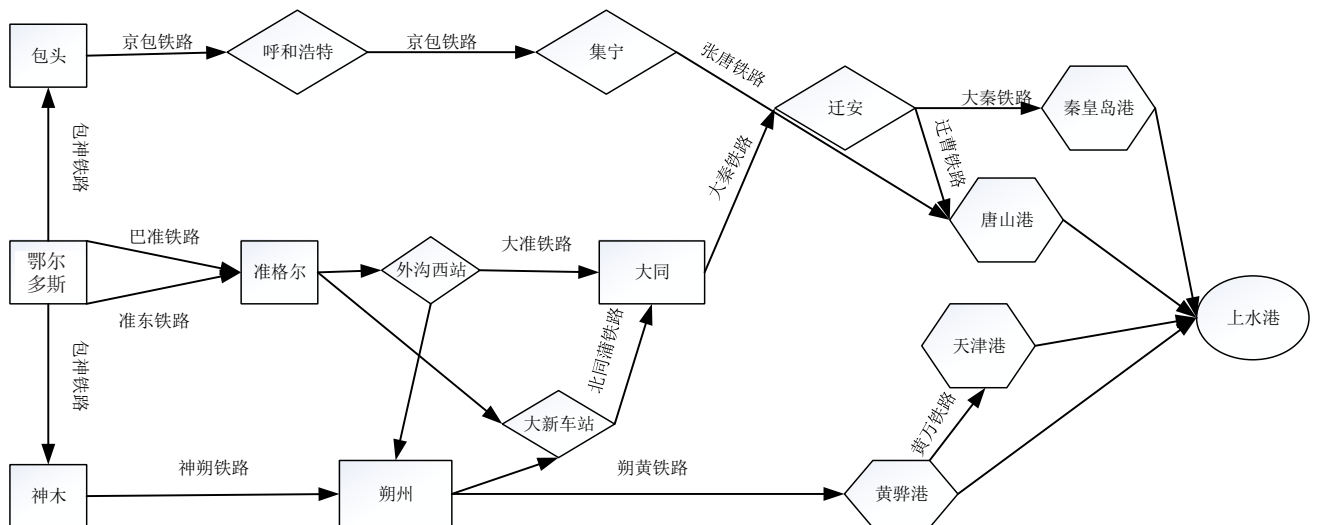 包头
京包铁路
呼和浩特
京包铁路
集宁
张唐铁路
迁安
大秦铁路
秦皇岛港
包神铁路
大秦铁路
迁曹铁路
唐山港
鄂尔
多斯
巴准铁路
准东铁路
准格尔
外沟西站
大准铁路
大同
上水港
包神铁路
北同蒲铁路
天津港
大新车站
黄万铁路
神木
神朔铁路
朔州
朔黄铁路
黄骅港